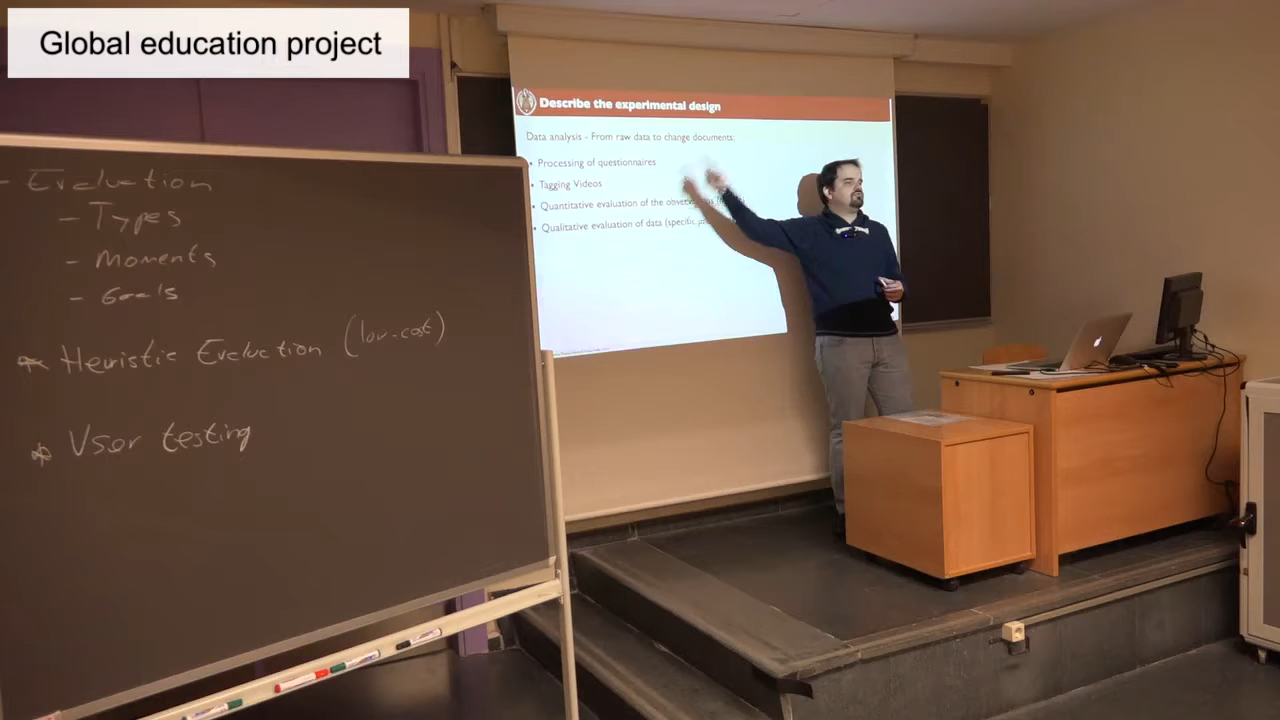 Global education project
Describe the experimental design
Data analysis - From raw data to change documents:
• Processing of questionnaires
• Tagging Videos
• Quantitative evaluation of the
• Qualitative evaluation of data (specific
- Evaluation
- Types
- Moments
- Goals
* Heuristic Evaluation (low-cost)
* User testing